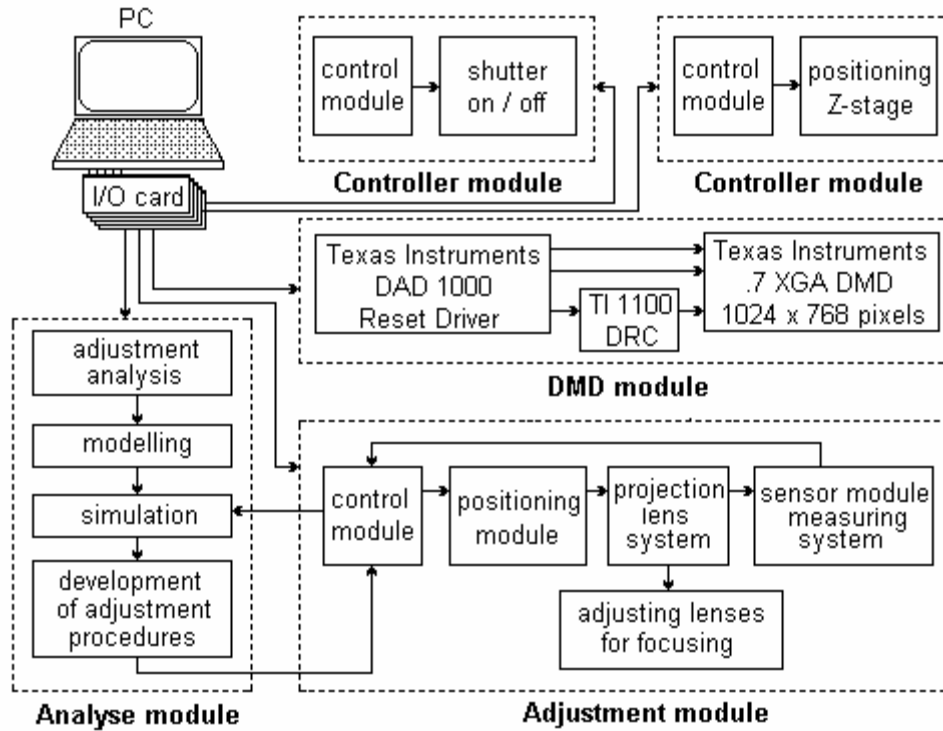 PC
I/O card
control
module
shutter
on / off
Controller module
control
module
positioning
Z-stage
Controller module
Texas Instruments
DAD 1000
Reset Driver
TI 1100
DRC
Texas Instruments
.7 XGA DMD
1024 x 768 pixels
DMD module
adjustment
analysis
modelling
simulation
development
of adjustment
procedures
Analyse module
control
module
positioning
module
projection
lens
system
sensor module
measuring
system
adjusting lenses
for focusing
Adjustment module